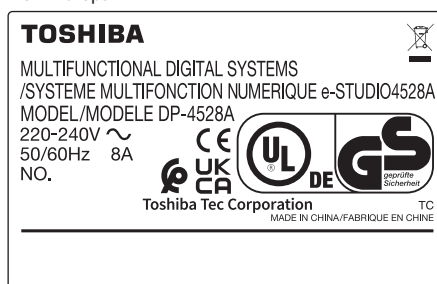 TOSHIBA
MULTIFUNCTIONAL DIGITAL SYSTEMS
/SYSTEME MULTIFONCTION NUMERIQUE e-STUDIO4528A
MODEL/MODELE DP-4528A
220-240V ~
50/60Hz 8A
NO.
CE
UK
CA
UL
®
DE
GS
geprüfte
Sicherheit
Toshiba Tec Corporation
TC
MADE IN CHINA/FABRIQUE EN CHINE